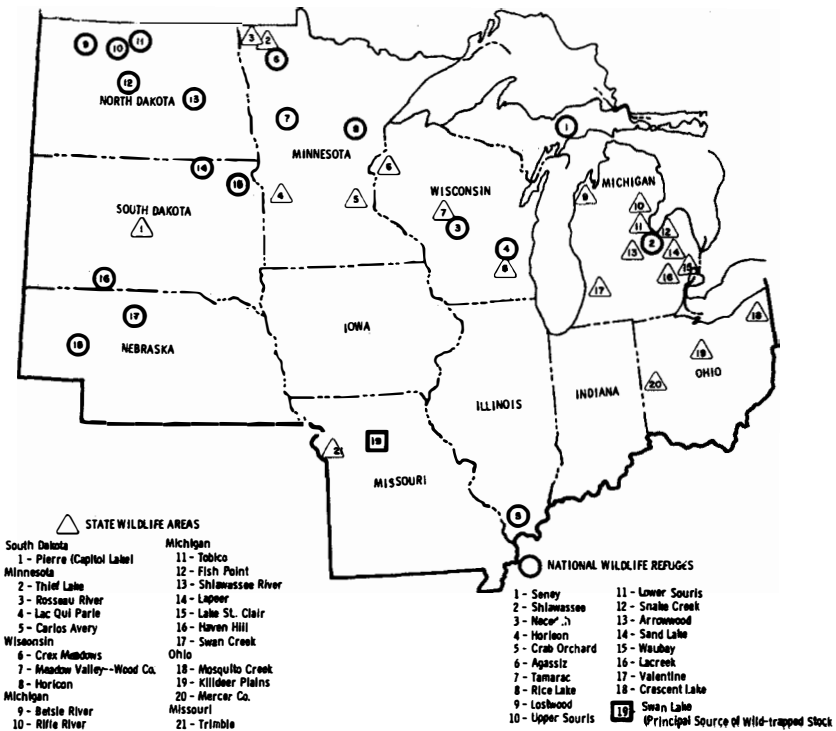 NORTH DAKOTA
MINNESOTA
SOUTH DAKOTA
WISCONSIN
MICHIGAN
NEBRASKA
IOWA
ILLINOIS
INDIANA
OHIO
MISSOURI
STATE WILDLIFE AREAS
South Dakota
1 - Pierre (Capitol Lake)
Minnesota
2 - Thief Lake
3 - Rosseau River
4 - Lac Qui Parle
5 - Carlos Avery
Wisconsin
6 - Crex Meadows
7 - Meadow Valley--Wood Co.
8 - Horicon
Michigan
9 - Betsie River
10 - Rifle River
Michigan
11 - Tobico
12 - Fish Point
13 - Shiawassee River
14 - Lapeer
15 - Lake St. Clair
16 - Haven Hill
17 - Swan Creek
Ohio
18 - Mosquito Creek
19 - Killdeer Plains
20 - Mercer Co.
Missouri
21 - Trimble
NATIONAL WILDLIFE REFUGES
1 - Seney
2 - Shiawassee
3 -
4 - Horicon
5 - Crab Orchard
6 - Agassiz
7 - Tamarac
8 - Rice Lake
9 - Lostwood
10 - Upper Souris
11 - Lower Souris
12 - Snake Creek
13 - Arrowwood
14 - Sand Lake
15 - Waubay
16 - Lacreek
17 - Valentine
18 - Crescent Lake
19 Swan Lake
(Principal Source of Wild-trapped Stock